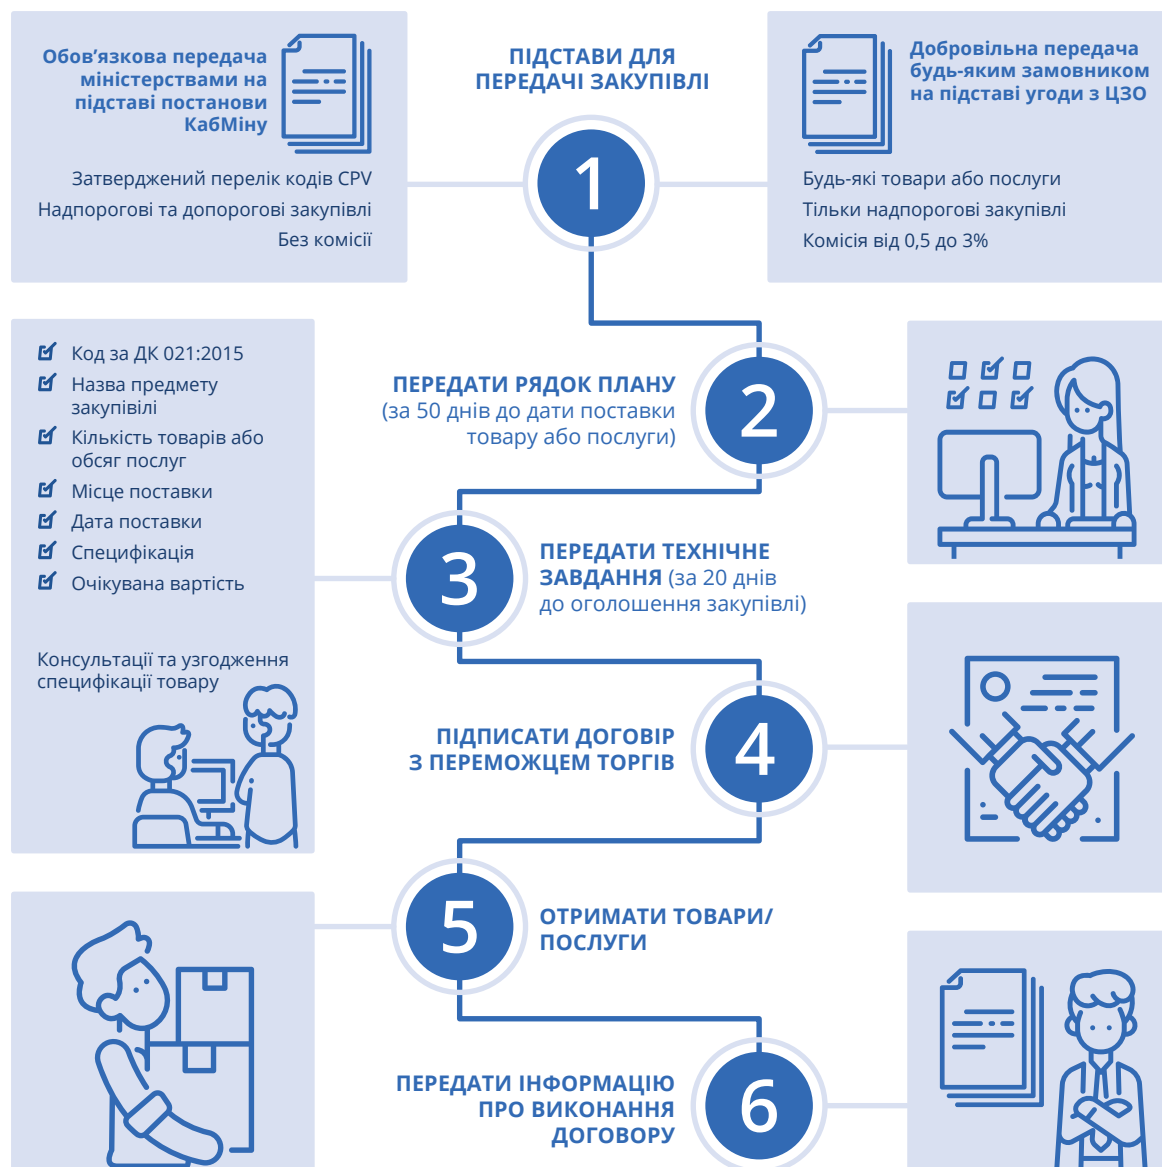 Обов’язкова передача
міністерствами на
підставі постанови
КабМіну
Затверджений перелік кодів CPV
Надпорогові та допорогові закупівлі
Без комісії
ПІДСТАВИ ДЛЯ
ПЕРЕДАЧІ ЗАКУПІВЛІ
1
Добровільна передача
будь-яким замовником
на підставі угоди з ЦЗО
Будь-які товари або послуги
Тільки надпорогові закупівлі
Комісія від 0,5 до 3%
ПЕРЕДАТИ РЯДОК ПЛАНУ
(за 50 днів до дати поставки
товару або послуги)
2
Код за ДК 021:2015
Назва предмету
закупівілі
Кількість товарів або
обсяг послуг
Місце поставки
Дата поставки
Специфікація
Очікувана вартість
Консультації та узгодження
специфікації товару
3
ПЕРЕДАТИ ТЕХНІЧНЕ
ЗАВДАННЯ (за 20 днів
до оголошення закупівлі)
ПІДПИСАТИ ДОГОВІР
З ПЕРЕМОЖЦЕМ ТОРГІВ
4
5
ОТРИМАТИ ТОВАРИ/
ПОСЛУГИ
ПЕРЕДАТИ ІНФОРМАЦІЮ
ПРО ВИКОНАННЯ
ДОГОВОРУ
6